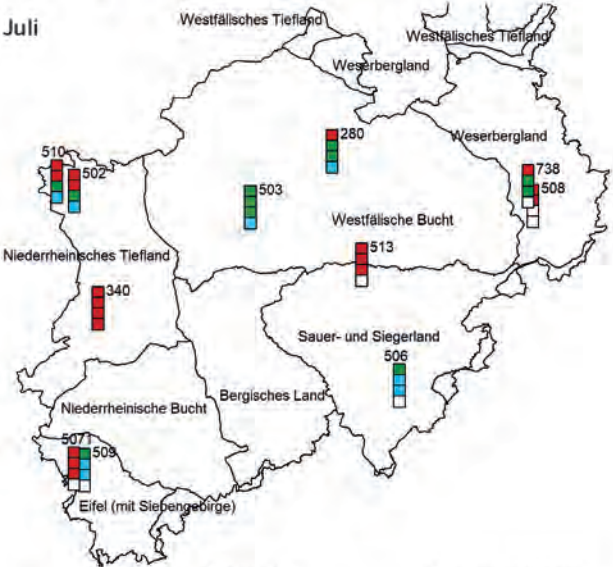 Juli
Westfälisches Tiefland
Westfälisches Tiefland
Weserbergland
Weserbergland
280
510
502
738
508
503
Westfälische Bucht
513
Niederrheinisches Tiefland
340
Sauer- und Siegerland
506
Bergisches Land
Niederrheinische Bucht
5071
509
Eifel (mit Siebengebirge)